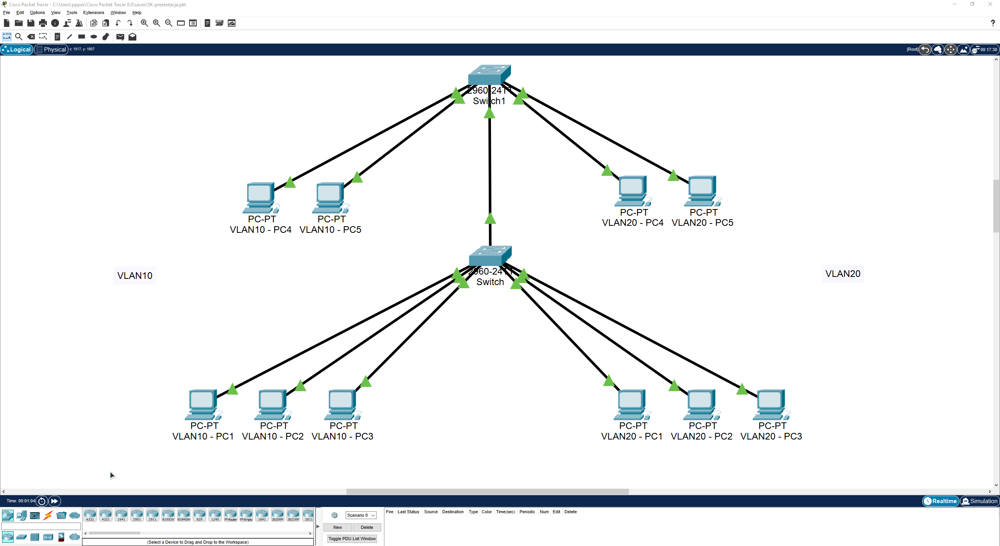 Cisco Packet Tracer - C:\Users\pppas\Cisco Packet Tracer 8.0\saves\SK-prezentacja.pkt
File Edit Options View Tools Extensions Window Help
?
Logical Physical x: 1517, y: 1607 [Root] 00:17:30
Switch1
PC-PT PC-PT PC-PT PC-PT
VLAN10 - PC4 VLAN10 - PC5 VLAN20 - PC4 VLAN20 - PC5
VLAN10 VLAN20
Switch
PC-PT PC-PT PC-PT PC-PT PC-PT PC-PT
VLAN10 - PC1 VLAN10 - PC2 VLAN10 - PC3 VLAN20 - PC1 VLAN20 - PC2 VLAN20 - PC3
Time: 00:01:04 Realtime Simulation
4331 4321 1941 2901 2911 819IOX 819HGW 829 1240 PT-Router PT-Empty 1841 2620XM 2621XM 2811
Scenario 0
New Delete
Toggle PDU List Window
Fire Last Status Source Destination Type Color Time(sec) Periodic Num Edit Delete
(Select a Device to Drag and Drop to the Workspace)